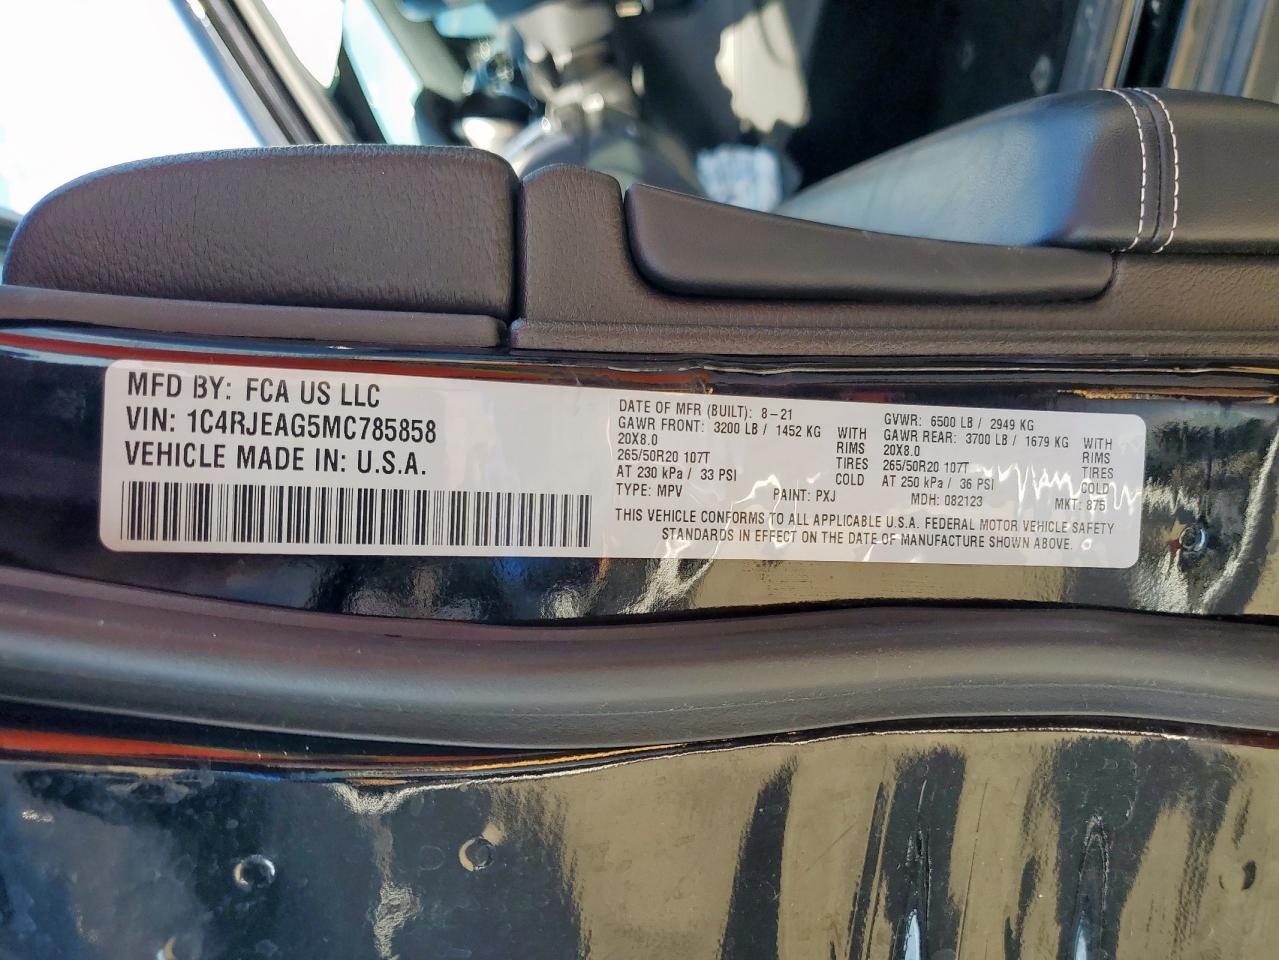 MFD BY: FCA US LLC
VIN: 1C4RJEAG5MC785858
VEHICLE MADE IN: U.S.A.
DATE OF MFR (BUILT): 8-21
GAWR FRONT: 3200 LB / 1452 KG WITH
20X8.0 RIMS
265/50R20 107T TIRES
AT 230 kPa / 33 PSI COLD
TYPE: MPV PAINT: PXJ MDH: 082123 MKT: 875
GVWR: 6500 LB / 2949 KG
GAWR REAR: 3700 LB / 1679 KG WITH
20X8.0 RIMS
265/50R20 107T TIRES
AT 250 kPa / 36 PSI COLD
THIS VEHICLE CONFORMS TO ALL APPLICABLE U.S.A. FEDERAL MOTOR VEHICLE SAFETY
STANDARDS IN EFFECT ON THE DATE OF MANUFACTURE SHOWN ABOVE.